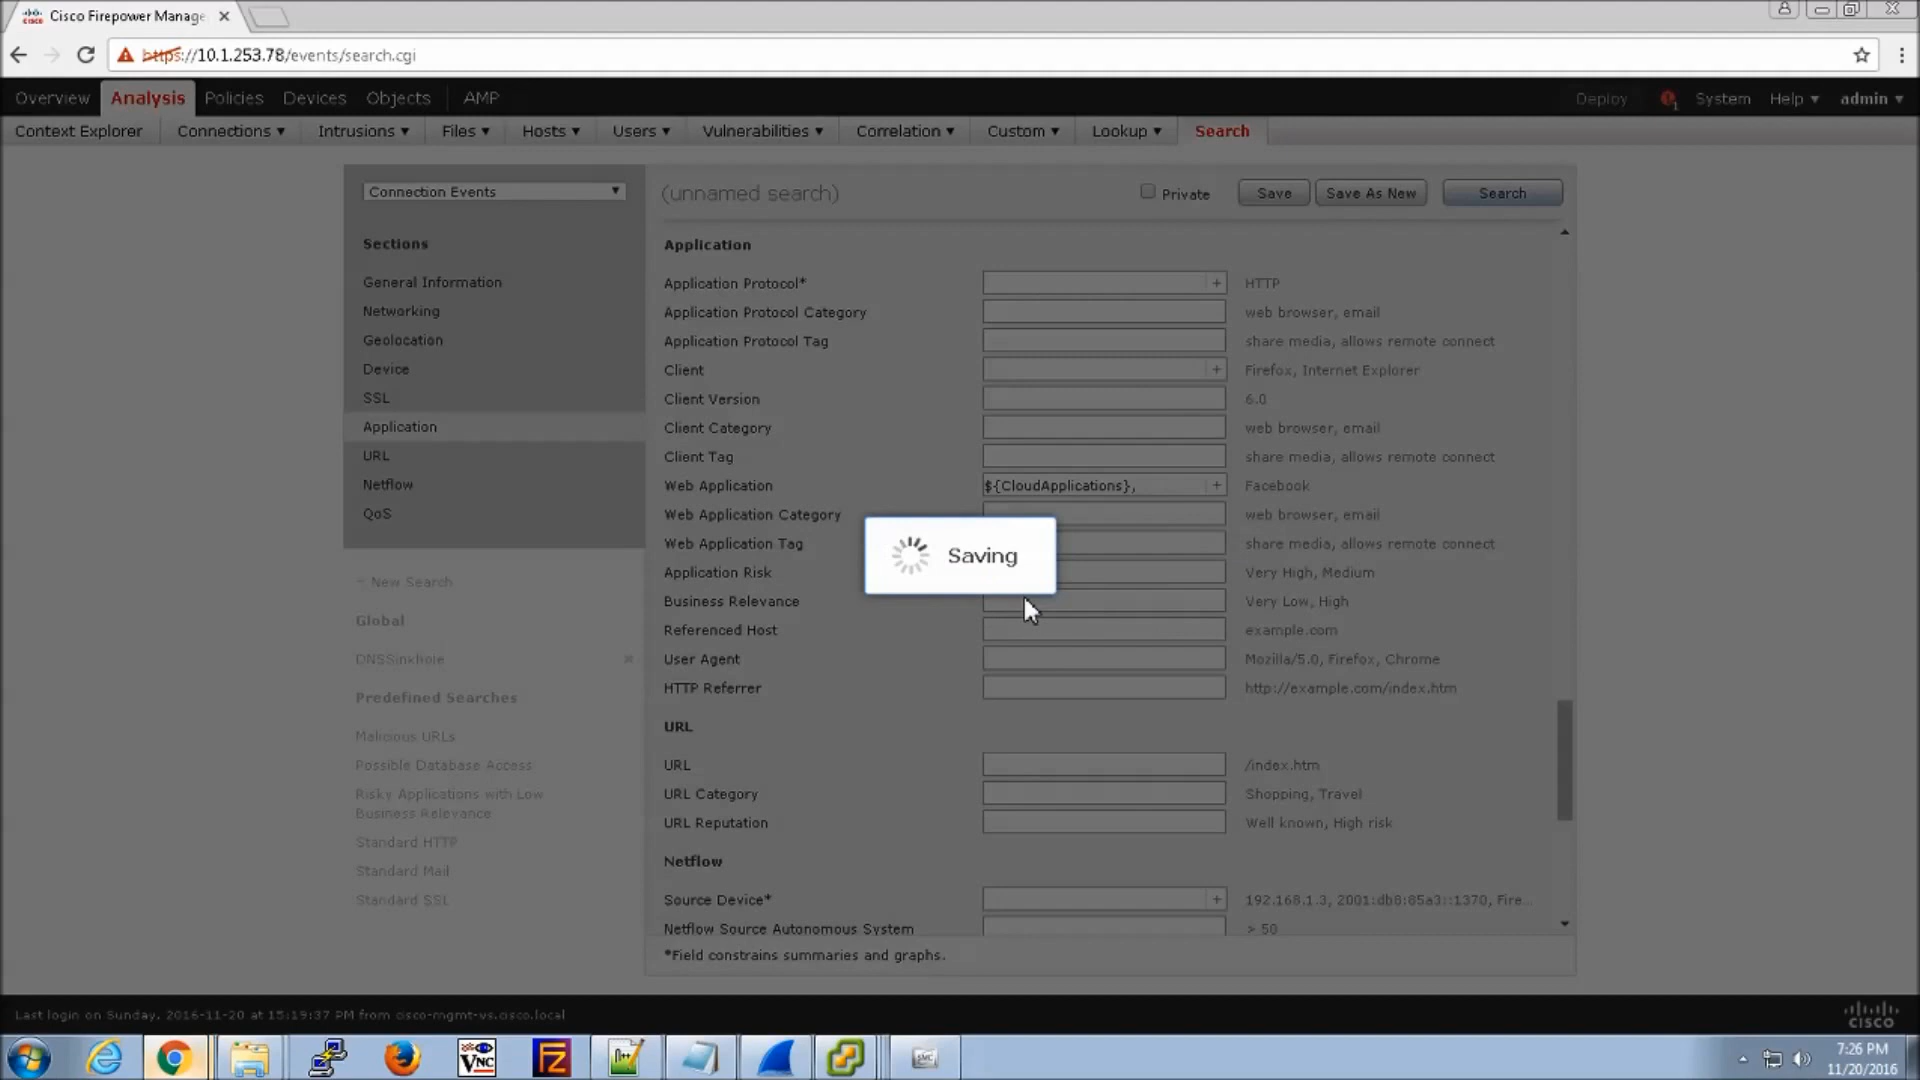 Cisco Firepower Manage
https://10.1.253.78/events/search.cgi
Overview Analysis Policies Devices Objects AMP Deploy 1 System Help ▾ admin ▾
Context Explorer Connections ▾ Intrusions ▾ Files ▾ Hosts ▾ Users ▾ Vulnerabilities ▾ Correlation ▾ Custom ▾ Lookup ▾ Search
Connection Events
Sections
General Information
Networking
Geolocation
Device
SSL
Application
URL
Netflow
QoS
+ New Search
Global
DNSSinkhole
Predefined Searches
Malicious URLs
Possible Database Access
Risky Applications with Low
Business Relevance
Standard HTTP
Standard Mail
Standard SSL
(unnamed search) Private Save Save As New Search
Application
Application Protocol* + HTTP
Application Protocol Category web browser, email
Application Protocol Tag share media, allows remote connect
Client + Firefox, Internet Explorer
Client Version 6.0
Client Category web browser, email
Client Tag share media, allows remote connect
Web Application ${CloudApplications}, + Facebook
Web Application Category web browser, email
Web Application Tag share media, allows remote connect
Saving
Application Risk Very High, Medium
Business Relevance Very Low, High
Referenced Host example.com
User Agent Mozilla/5.0, Firefox, Chrome
HTTP Referrer http://example.com/index.htm
URL
URL /index.htm
URL Category Shopping, Travel
URL Reputation Well known, High risk
Netflow
Source Device* + 192.168.1.3, 2001:db8:85a3::1370, Fire...
Netflow Source Autonomous System > 50
*Field constrains summaries and graphs.
Last login on Sunday, 2016-11-20 at 15:19:37 PM from cisco-mgmt-vs.cisco.local
CISCO
7:26 PM
11/20/2016